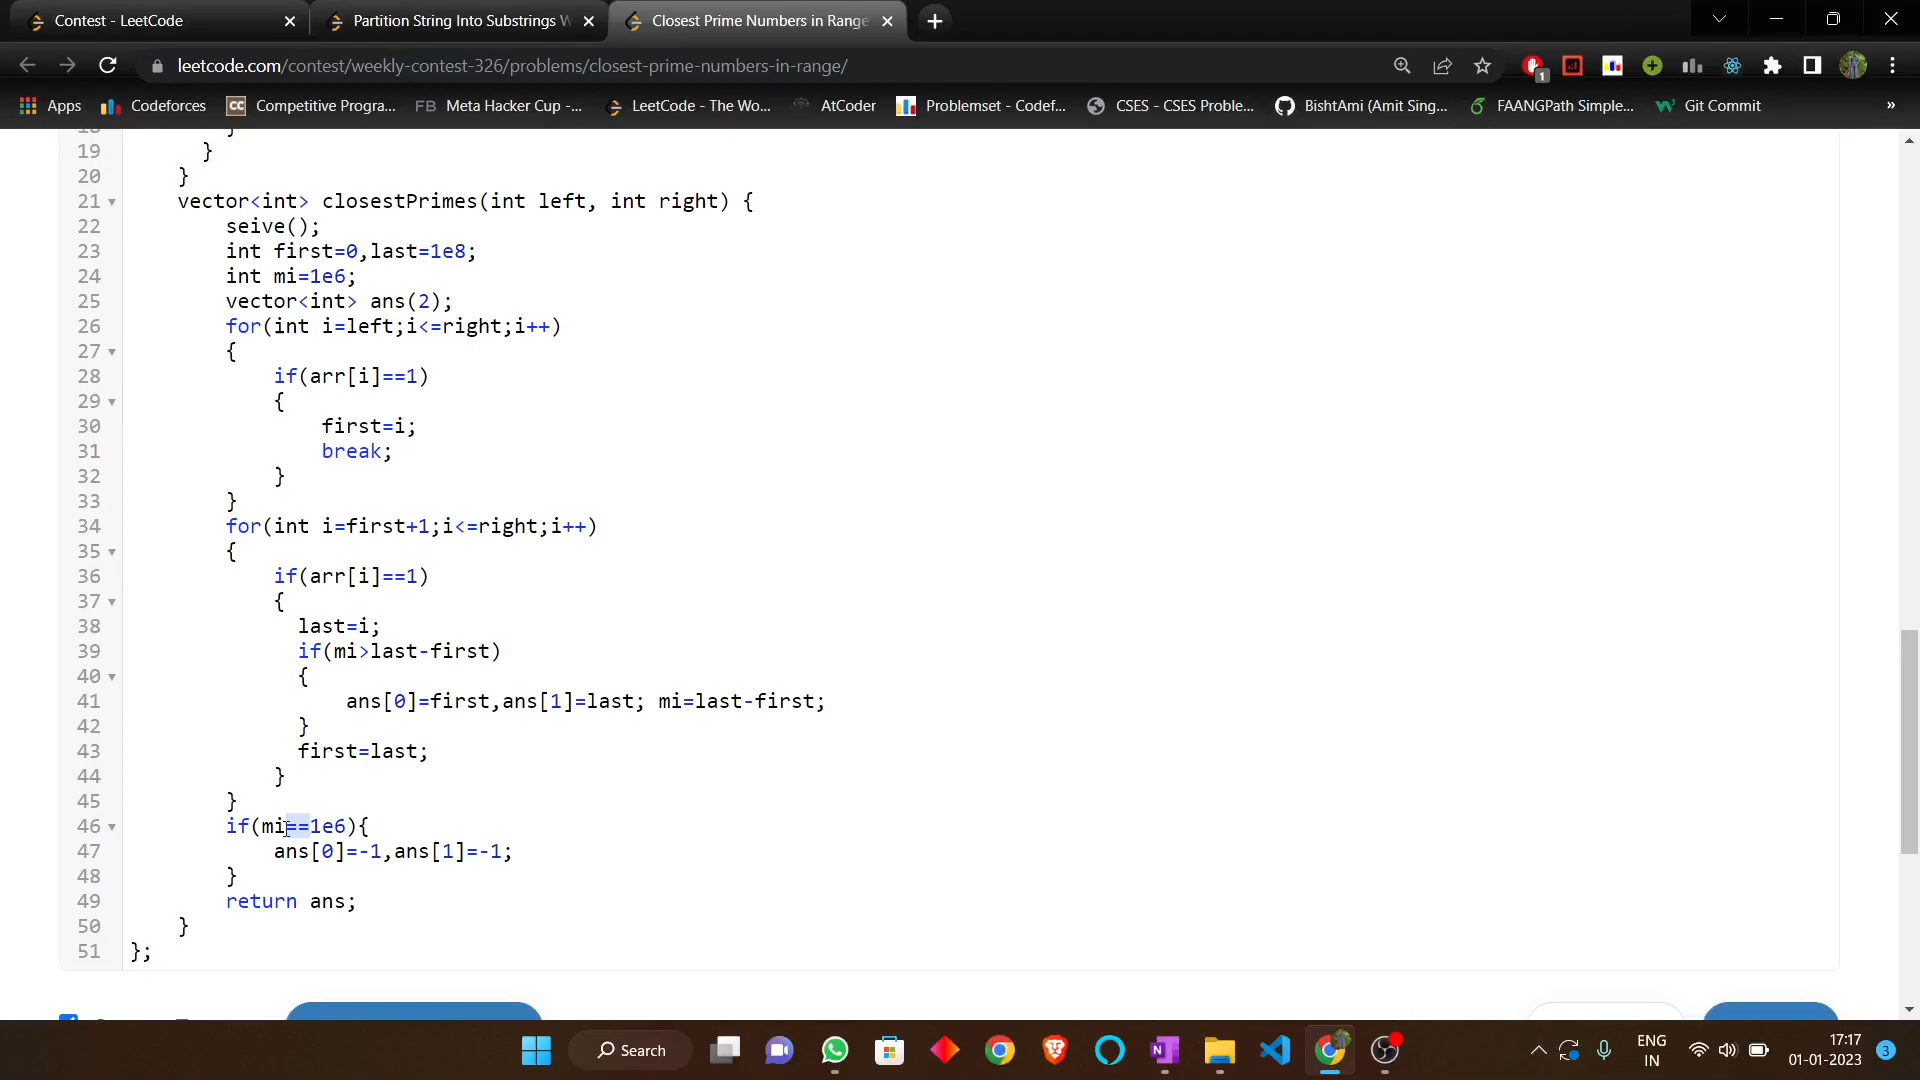 Contest - LeetCode
Partition String Into Substrings W
Closest Prime Numbers in Range
leetcode.com/contest/weekly-contest-326/problems/closest-prime-numbers-in-range/
1
Apps
Codeforces
CC Competitive Progra...
FB Meta Hacker Cup -...
LeetCode - The Wo...
AtCoder
Problemset - Codef...
CSES - CSES Proble...
BishtAmi (Amit Sing...
FAANGPath Simple...
Git Commit
»
18 }
19 }
20 }
21 vector<int> closestPrimes(int left, int right) {
22 seive();
23 int first=0,last=1e8;
24 int mi=1e6;
25 vector<int> ans(2);
26 for(int i=left;i<=right;i++)
27 {
28 if(arr[i]==1)
29 {
30 first=i;
31 break;
32 }
33 }
34 for(int i=first+1;i<=right;i++)
35 {
36 if(arr[i]==1)
37 {
38 last=i;
39 if(mi>last-first)
40 {
41 ans[0]=first,ans[1]=last; mi=last-first;
42 }
43 first=last;
44 }
45 }
46 if(mi==1e6){
47 ans[0]=-1,ans[1]=-1;
48 }
49 return ans;
50 }
51 };
Search
ENG
IN
17:17
01-01-2023
3